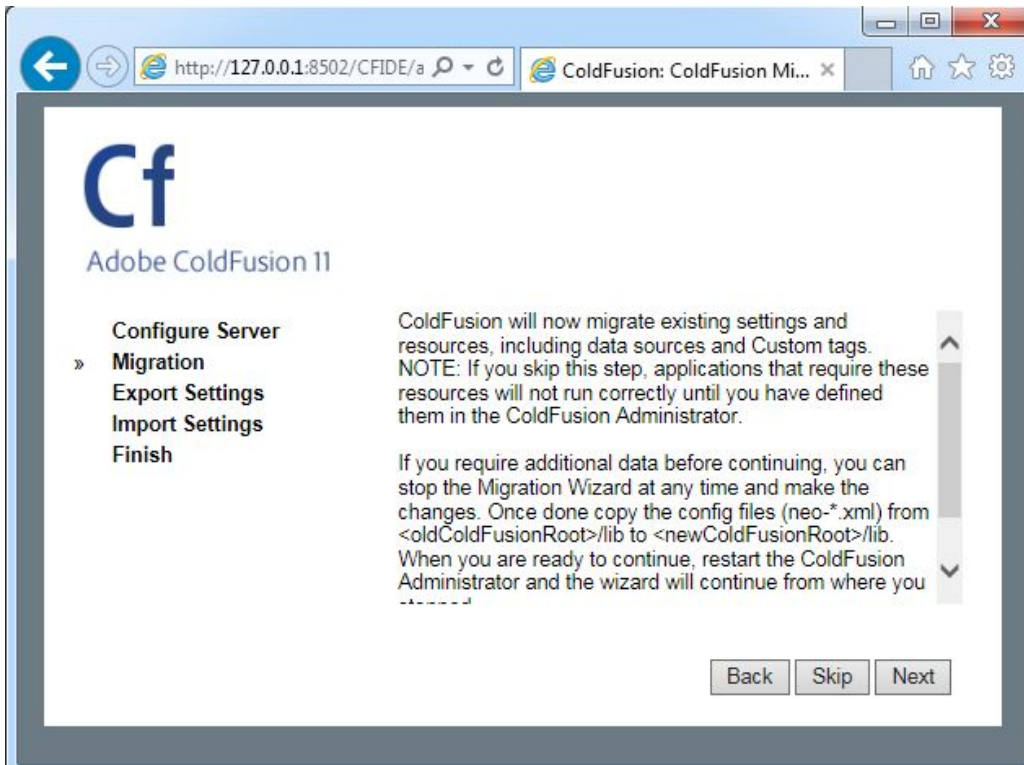 http://127.0.0.1:8502/CFIDE/a
ColdFusion: ColdFusion Mi...
Cf
Adobe ColdFusion 11
Configure Server
» Migration
Export Settings
Import Settings
Finish
ColdFusion will now migrate existing settings and
resources, including data sources and Custom tags.
NOTE: If you skip this step, applications that require these
resources will not run correctly until you have defined
them in the ColdFusion Administrator.
If you require additional data before continuing, you can
stop the Migration Wizard at any time and make the
changes. Once done copy the config files (neo-*.xml) from
<oldColdFusionRoot>/lib to <newColdFusionRoot>/lib.
When you are ready to continue, restart the ColdFusion
Administrator and the wizard will continue from where you
Back Skip Next